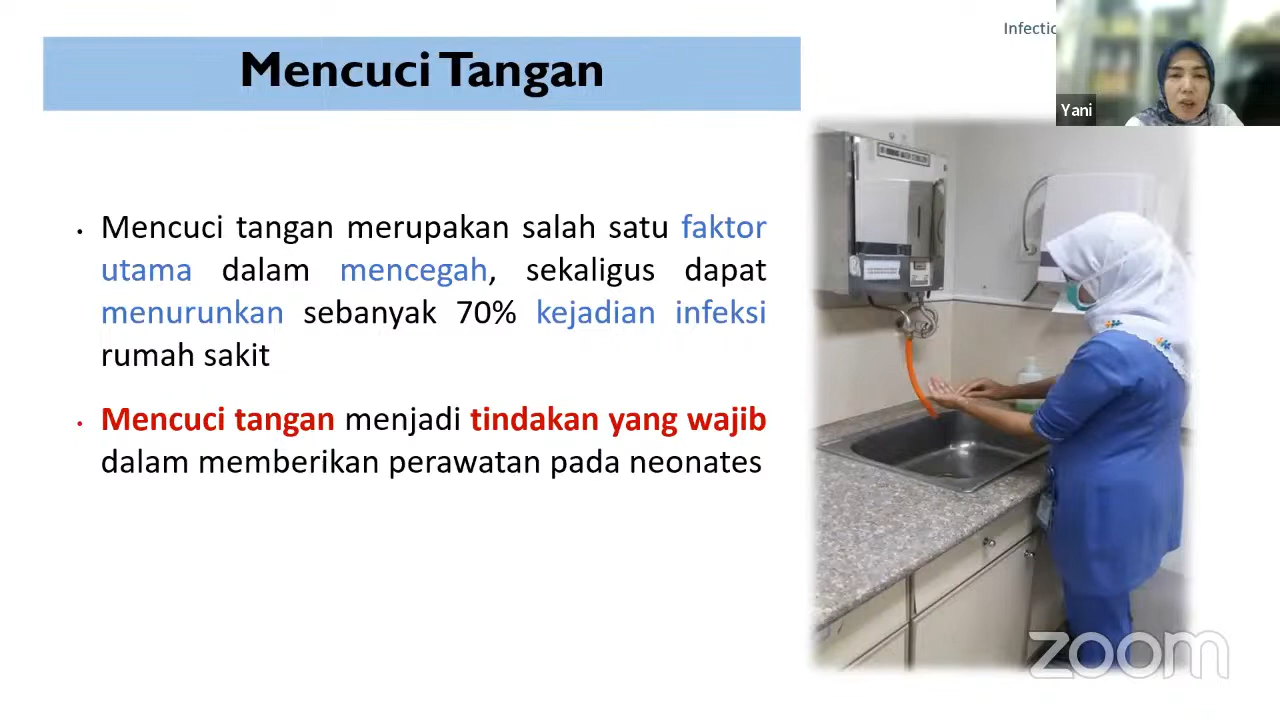 Infectio
Mencuci Tangan
Yani
Mencuci tangan merupakan salah satu faktor
utama dalam mencegah, sekaligus dapat
menurunkan sebanyak 70% kejadian infeksi
rumah sakit
Mencuci tangan menjadi tindakan yang wajib
dalam memberikan perawatan pada neonates
zoom